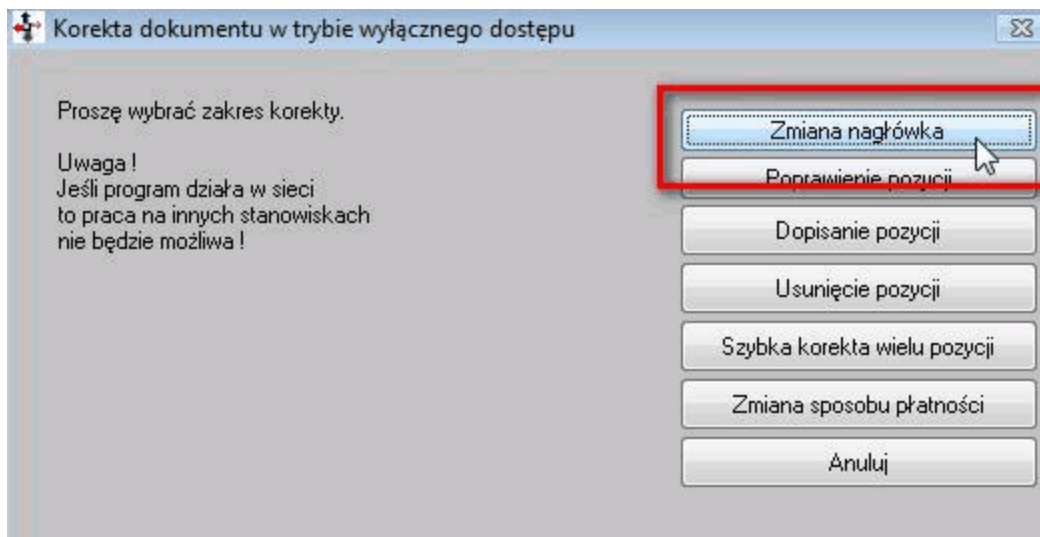 Korekta dokumentu w trybie wyłącznego dostępu
Proszę wybrać zakres korekty.
Uwaga !
Jeśli program działa w sieci
to praca na innych stanowiskach
nie będzie możliwa !
Zmiana nagłówka
Poprawienie pozycji
Dopisanie pozycji
Usunięcie pozycji
Szybka korekta wielu pozycji
Zmiana sposobu płatności
Anuluj